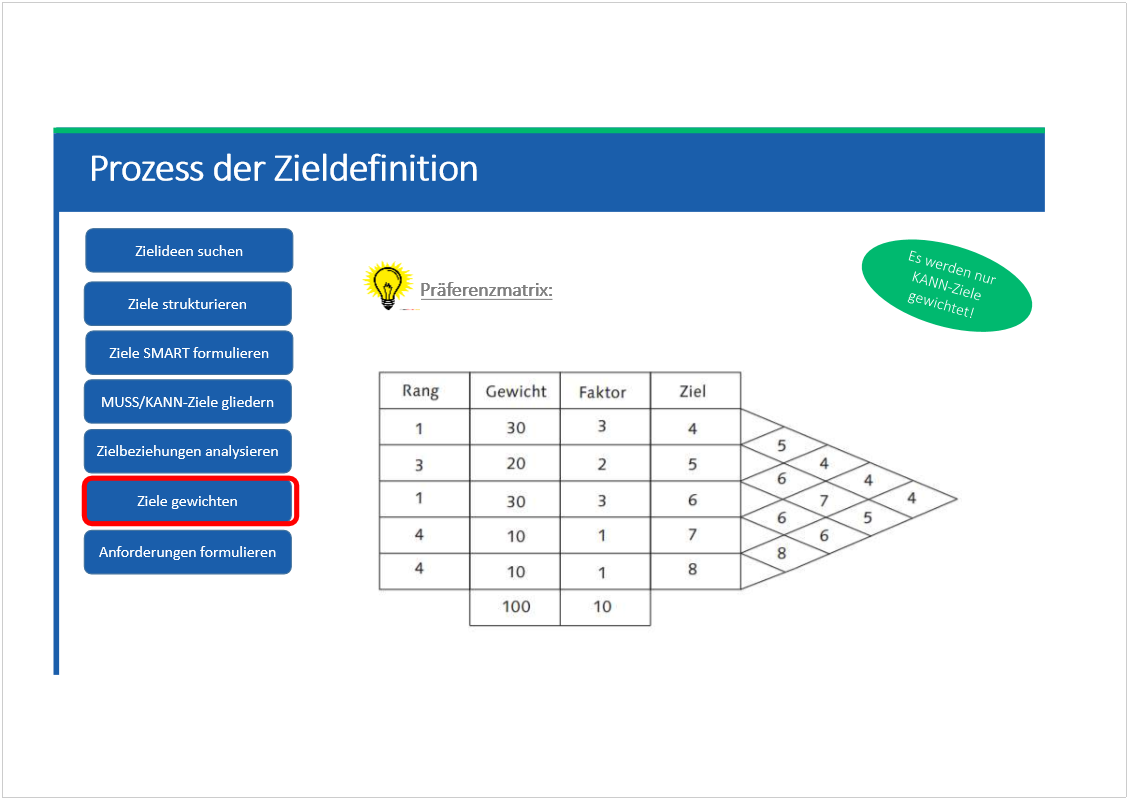 Prozess der Zieldefinition
Zielideen suchen
Ziele strukturieren
Ziele SMART formulieren
MUSS/KANN-Ziele gliedern
Zielbeziehungen analysieren
Ziele gewichten
Anforderungen formulieren
Präferenzmatrix:
Es werden nur
KANN-Ziele
gewichtet!
Rang Gewicht Faktor Ziel
1 30 3 4
3 20 2 5
1 30 3 6
4 10 1 7
4 10 1 8
100 10
5
4
6 4
7 4
6 5
6
8